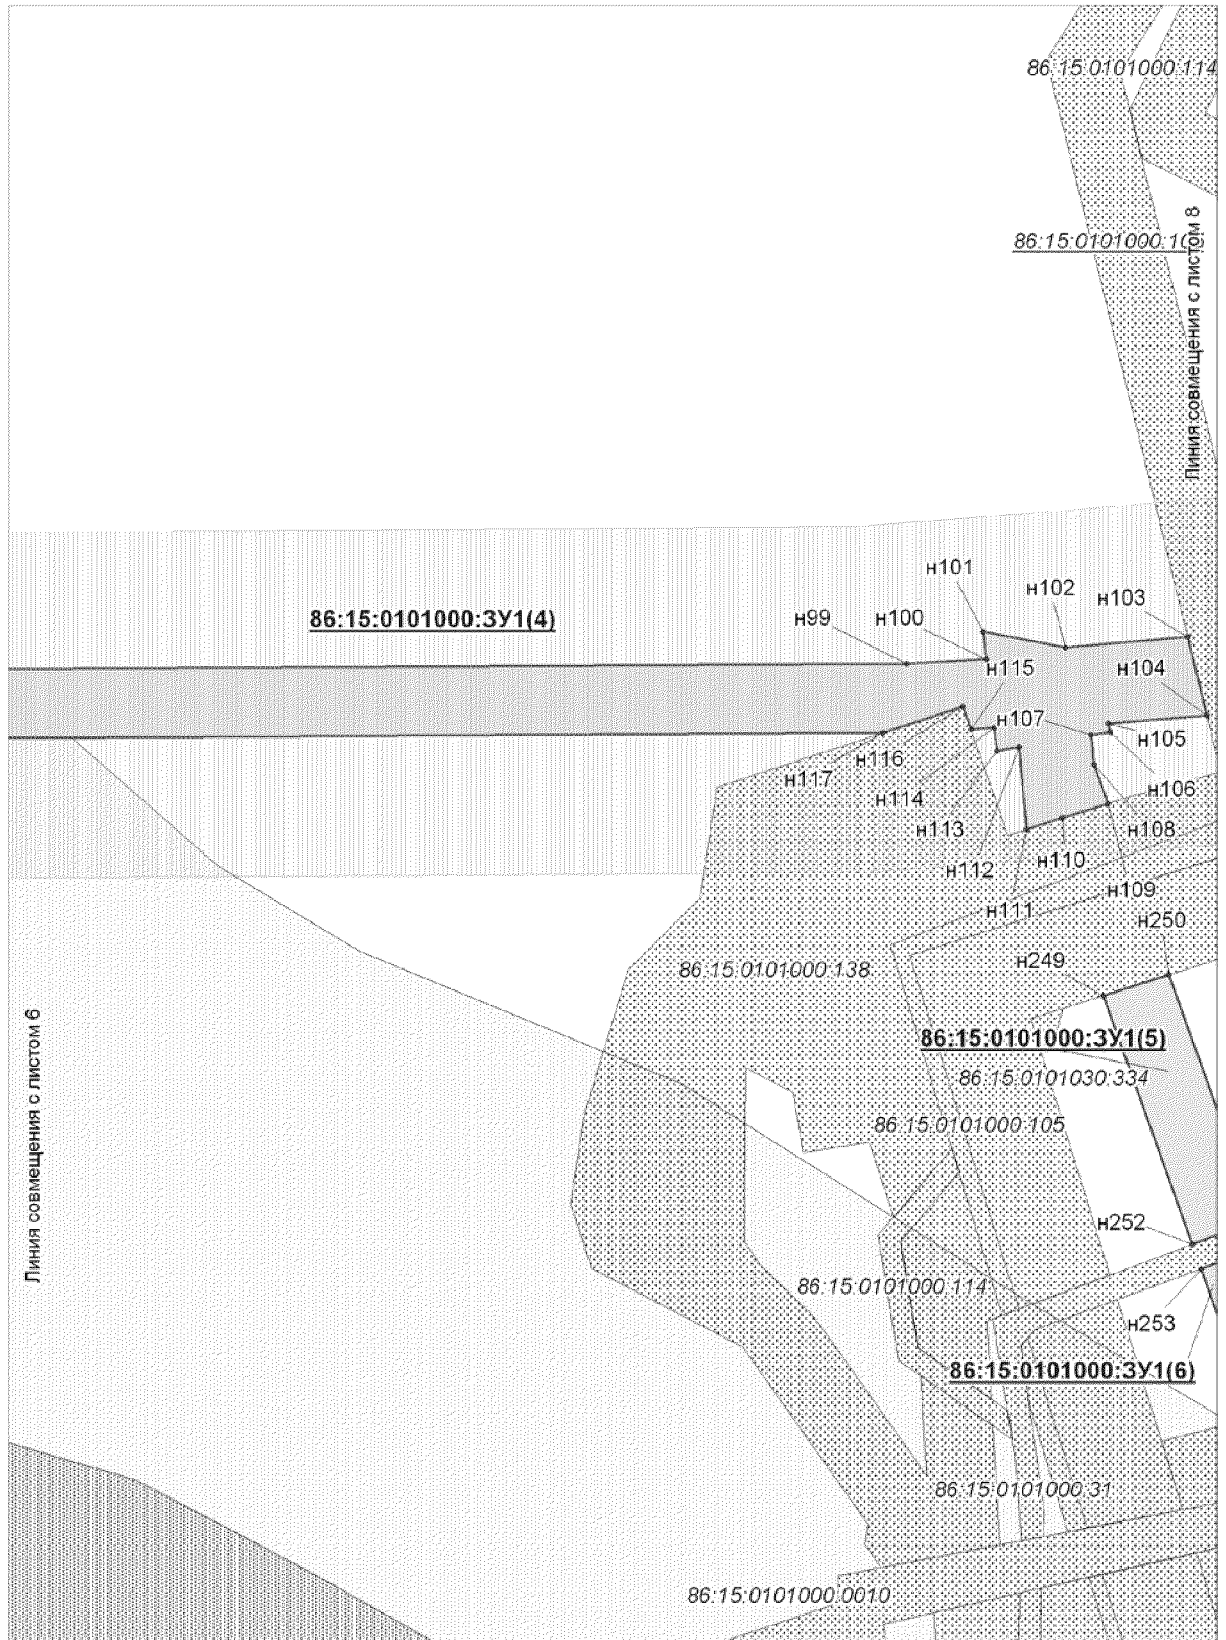 86:15:0101000:114
86:15:0101000:10
Линия совмещения с листом 8
н101
н102
н103
86:15:0101000:ЗУ1(4)
н99
н100
н115
н104
н107
н105
н116
н117
н106
н114
н113
н108
н110
н112
н109
н111
н250
86:15:0101000:138
н249
Линия совмещения с листом 6
86:15:0101000:ЗУ1(5)
86:15:0101030:334
86:15:0101000:105
н252
86:15:0101000:114
н253
86:15:0101000:ЗУ1(6)
86:15:0101000:31
86:15:0101000:0010